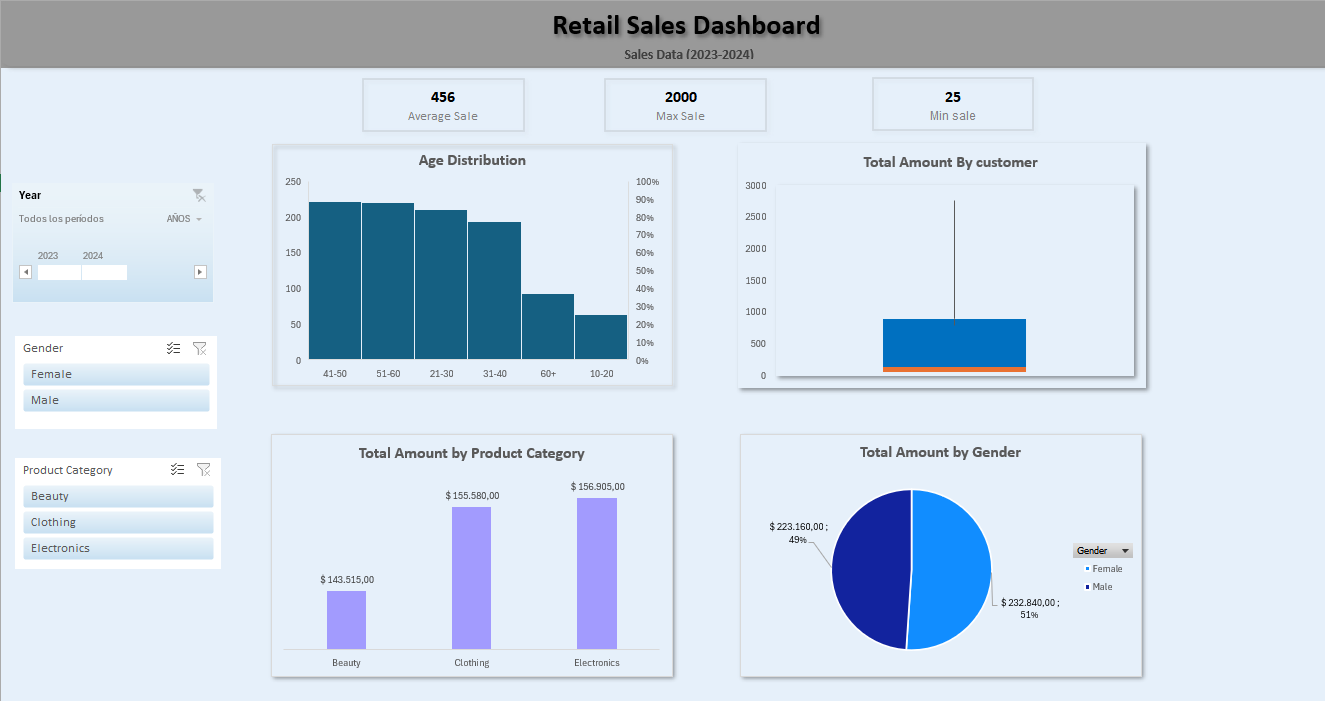 Retail Sales Dashboard
Sales Data (2023-2024)
456
Average Sale
2000
Max Sale
25
Min sale
Year
Todos los períodos
AÑOS
2023 2024
Gender
Female
Male
Product Category
Beauty
Clothing
Electronics
Age Distribution
250
200
150
100
50
0
100%
90%
80%
70%
60%
50%
40%
30%
20%
10%
0%
41-50 51-60 21-30 31-40 60+ 10-20
Total Amount By customer
3000
2500
2000
1500
1000
500
0
Total Amount by Product Category
$ 143.515,00
$ 155.580,00
$ 156.905,00
Beauty Clothing Electronics
Total Amount by Gender
$ 223.160,00 ;
49%
$ 232.840,00 ;
51%
Gender
Female
Male